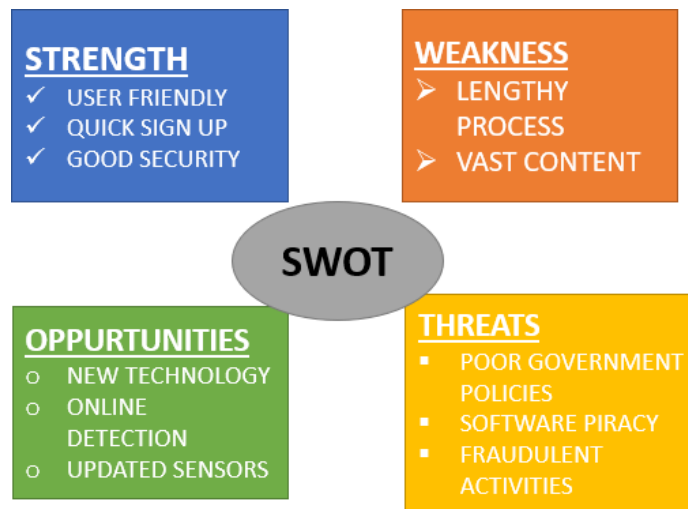 STRENGTH
✓ USER FRIENDLY
✓ QUICK SIGN UP
✓ GOOD SECURITY
WEAKNESS
➢ LENGTHY
PROCESS
➢ VAST CONTENT
SWOT
OPPURTUNITIES
o NEW TECHNOLOGY
o ONLINE
DETECTION
o UPDATED SENSORS
THREATS
▪ POOR GOVERNMENT
POLICIES
▪ SOFTWARE PIRACY
▪ FRAUDULENT
ACTIVITIES